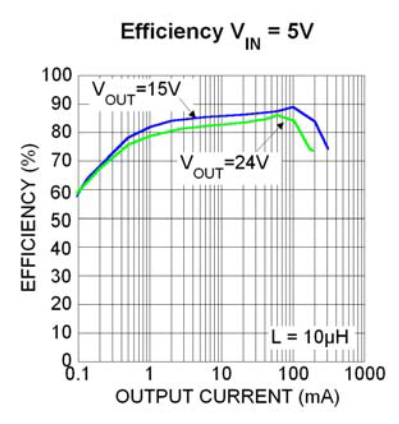 Efficiency VIN = 5V
100
90
80
70
60
50
40
30
20
10
0
EFFICIENCY (%)
VOUT=15V
VOUT=24V
L = 10µH
0.1 1 10 100 1000
OUTPUT CURRENT (mA)